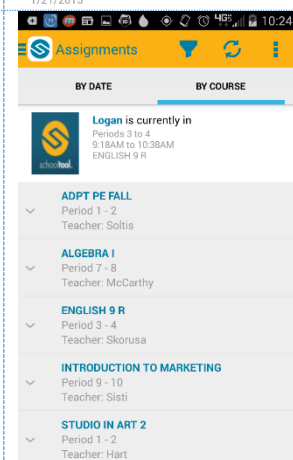 1/21/2015
4G 10:24
Assignments
BY DATE BY COURSE
Logan is currently in
Periods 3 to 4
9:18AM to 10:38AM
ENGLISH 9 R
schooltool.
ADPT PE FALL
Period 1 - 2
Teacher: Soltis
ALGEBRA I
Period 7 - 8
Teacher: McCarthy
ENGLISH 9 R
Period 3 - 4
Teacher: Skorusa
INTRODUCTION TO MARKETING
Period 9 - 10
Teacher: Sisti
STUDIO IN ART 2
Period 1 - 2
Teacher: Hart